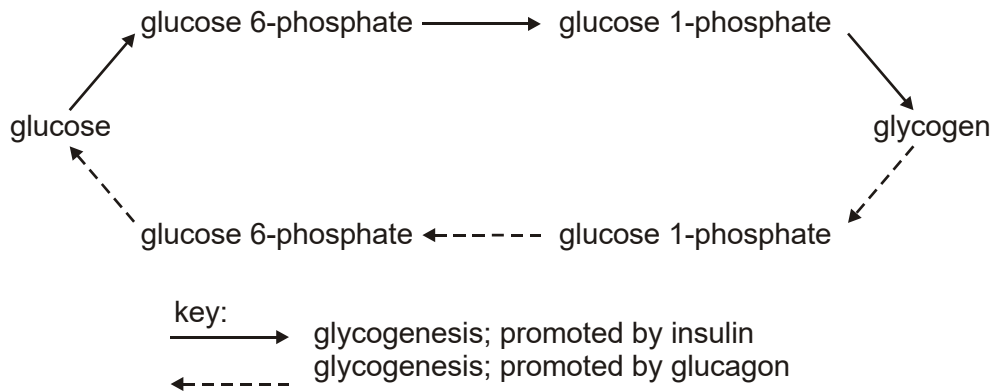 glucose 6-phosphate glucose 1-phosphate
glucose glycogen
glucose 6-phosphate glucose 1-phosphate
key:
glycogenesis; promoted by insulin
glycogenesis; promoted by glucagon